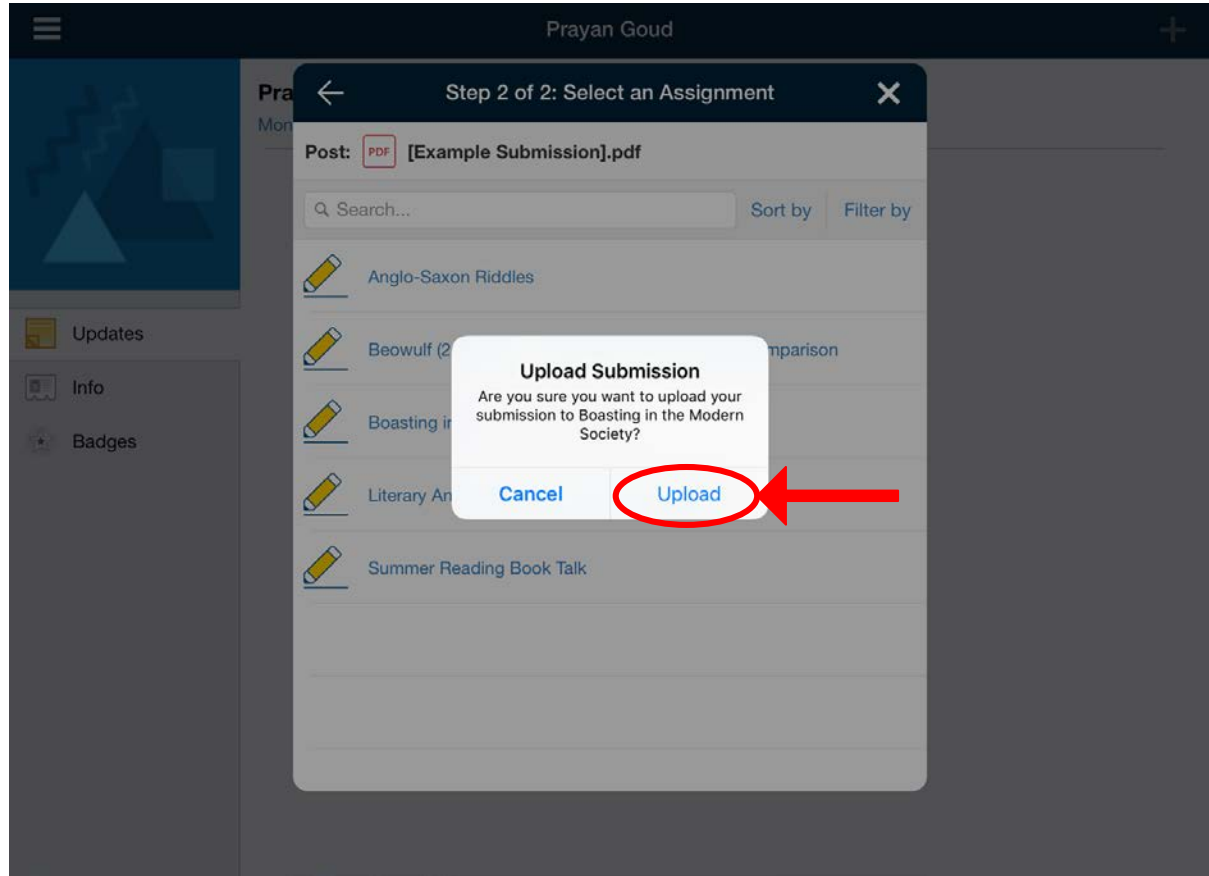 Prayan Goud
Pra
Mon
Step 2 of 2: Select an Assignment
Post: PDF [Example Submission].pdf
Search... Sort by Filter by
Anglo-Saxon Riddles
Beowulf (2 mparison
Boasting in
Literary An
Summer Reading Book Talk
Upload Submission
Are you sure you want to upload your
submission to Boasting in the Modern
Society?
Cancel Upload
Updates
Info
Badges